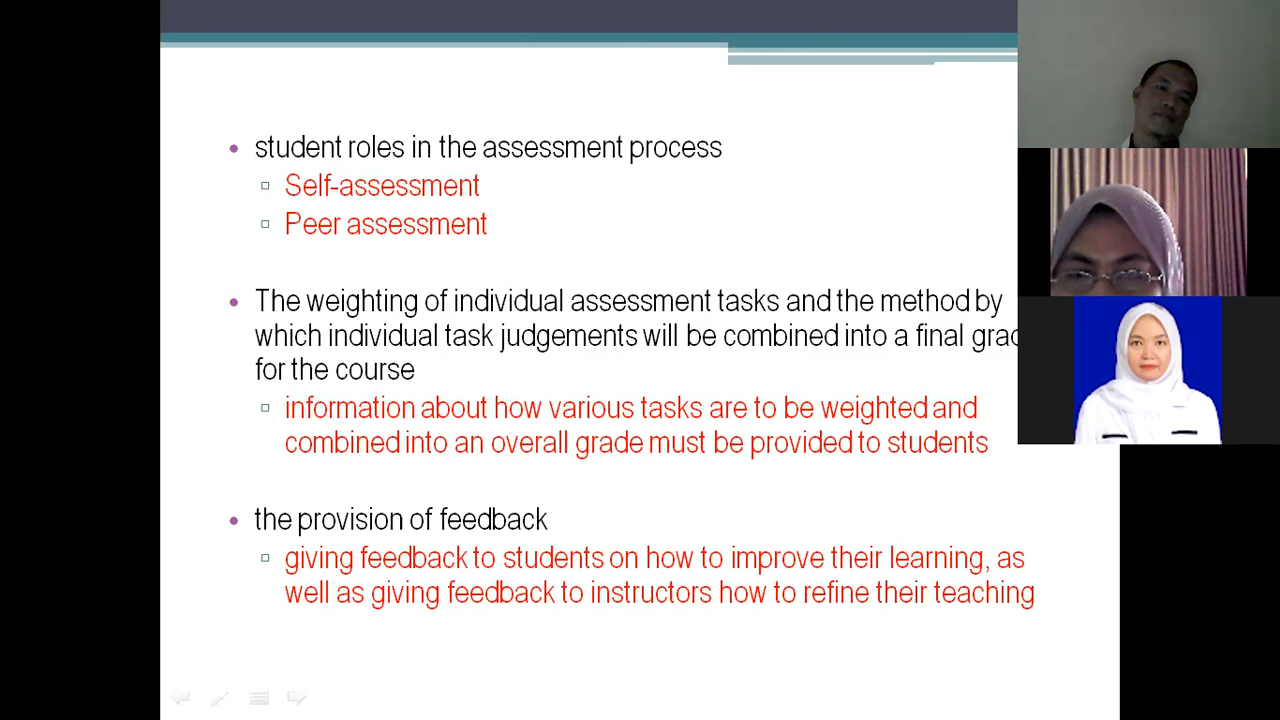 student roles in the assessment process
Self-assessment
Peer assessment
The weighting of individual assessment tasks and the method by
which individual task judgements will be combined into a final grad
for the course
information about how various tasks are to be weighted and
combined into an overall grade must be provided to students
the provision of feedback
giving feedback to students on how to improve their learning, as
well as giving feedback to instructors how to refine their teaching